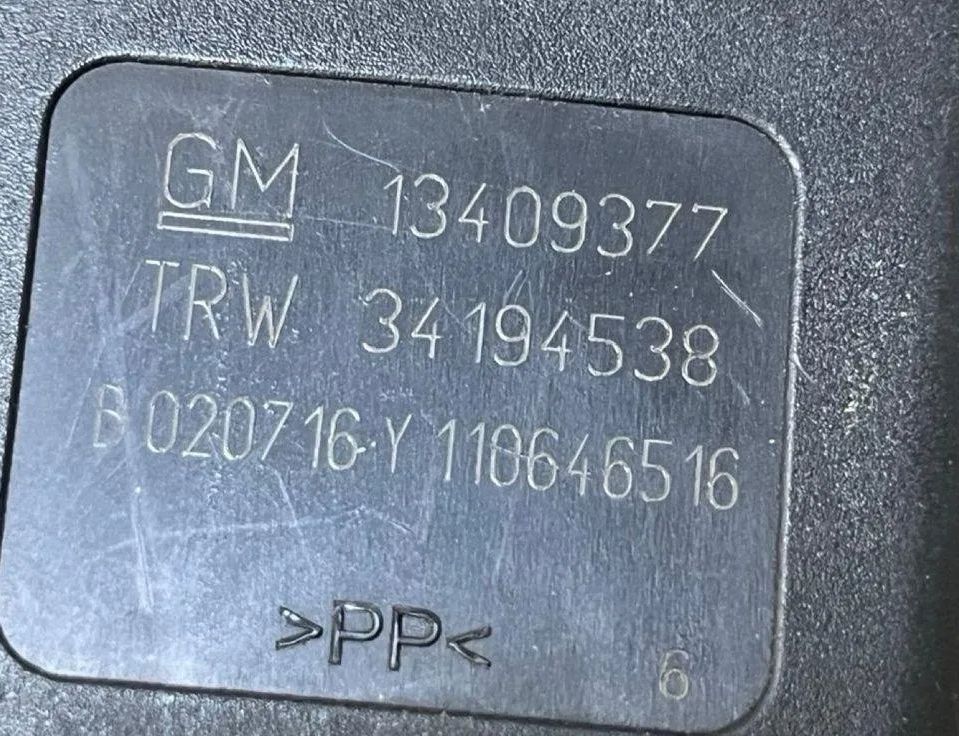 GM 13409377
TRW 34194538
B 020716 Y 110646516
>PP<
6